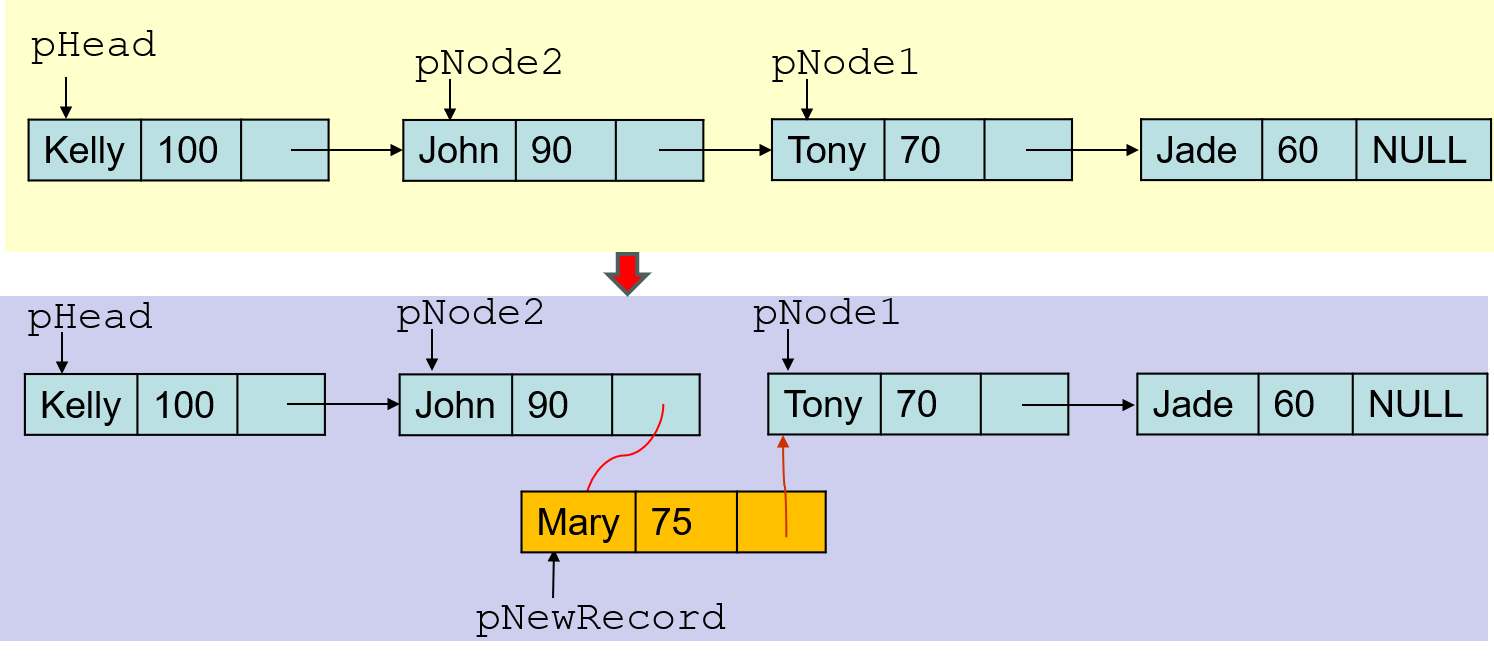 pHead
pNode2
pNode1
Kelly 100
John 90
Tony 70
Jade 60 NULL
pHead
pNode2
pNode1
Kelly 100
John 90
Tony 70
Jade 60 NULL
Mary 75
pNewRecord